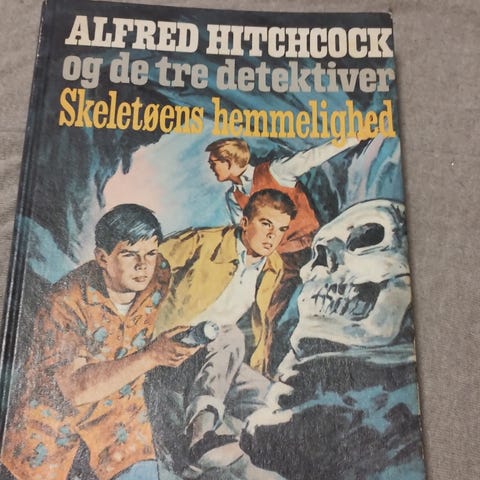 ALFRED HITCHCOCK
og de tre detektiver
Skeletøens hemmelighed